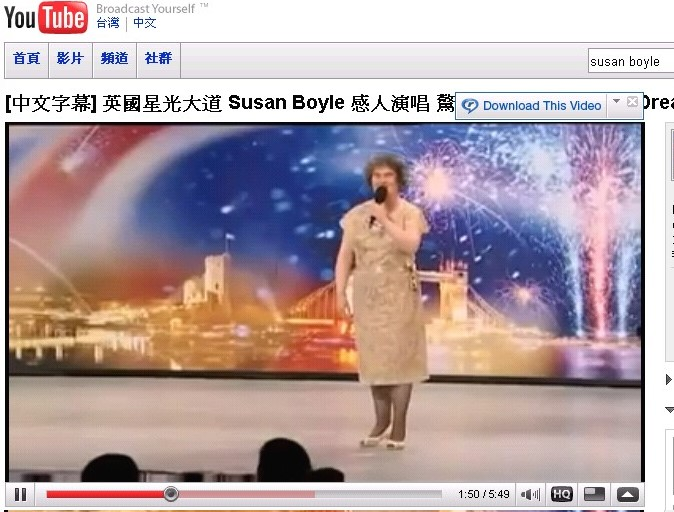 YouTube
Broadcast Yourself ™
台灣 | 中文
首頁 影片 頻道 社群
susan boyle
[中文字幕] 英國星光大道 Susan Boyle 感人演唱 驚
Download This Video
1:50 / 5:49
HQ